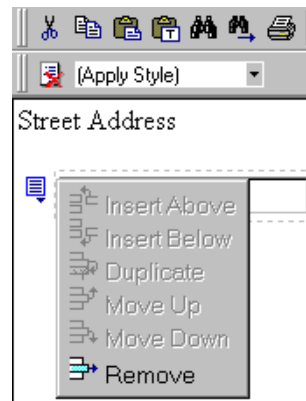 (Apply Style)
Street Address
Insert Above
Insert Below
Duplicate
Move Up
Move Down
Remove